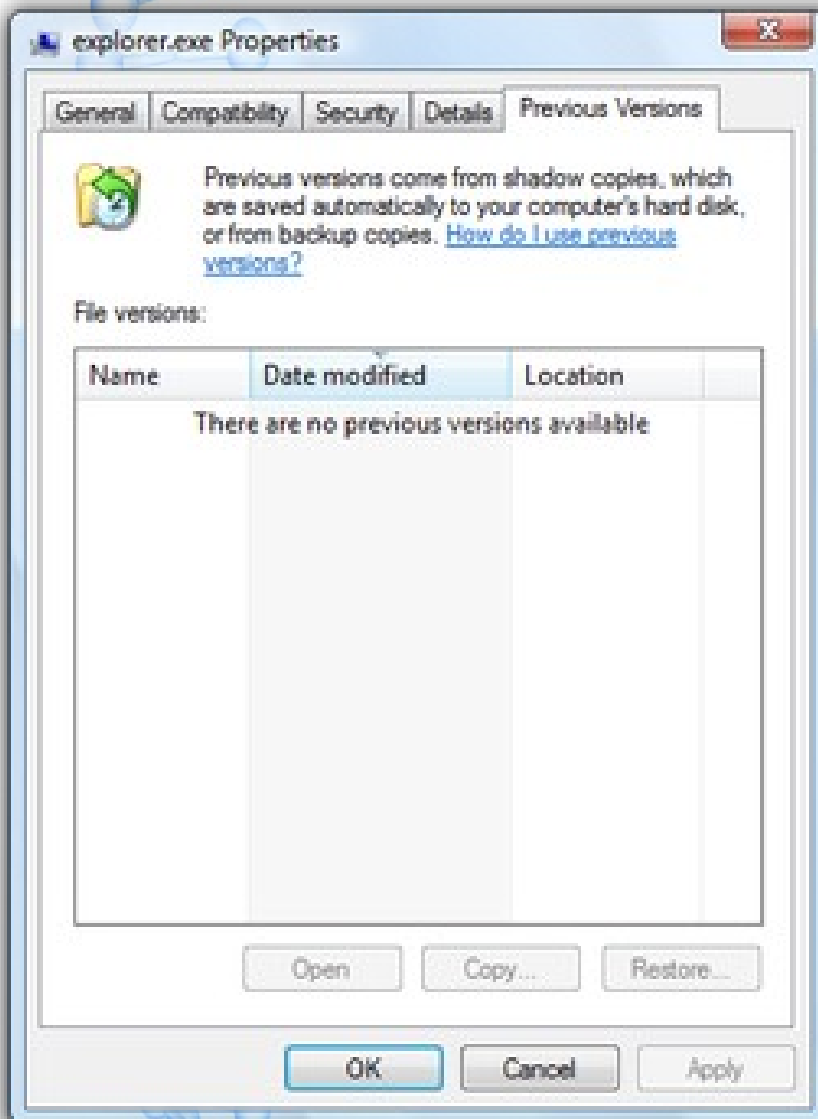 explorer.exe Properties
General Compatibility Security Details Previous Versions
Previous versions come from shadow copies, which
are saved automatically to your computer's hard disk,
or from backup copies. How do I use previous
versions?
File versions:
Name Date modified Location
There are no previous versions available
Open Copy... Restore...
OK Cancel Apply